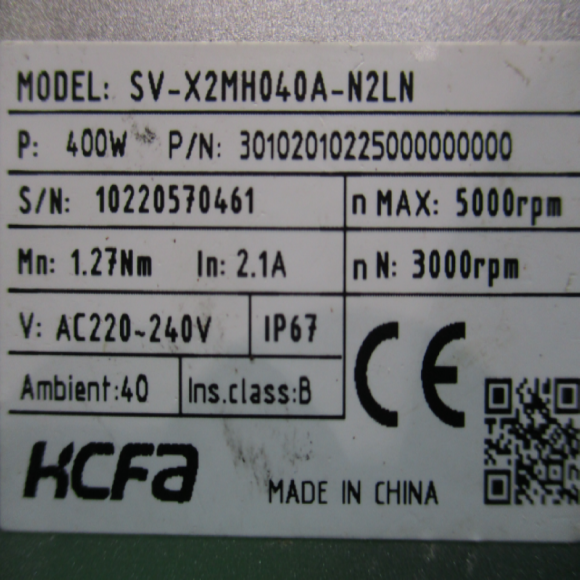 MODEL: SV-X2MH040A-N2LN
P: 400W P/N: 30102010225000000000
S/N: 10220570461 n MAX: 5000rpm
Mn: 1.27Nm In: 2.1A n N: 3000rpm
V: AC220~240V IP67
CE
Ambient:40 Ins.class:B
KCFa
MADE IN CHINA